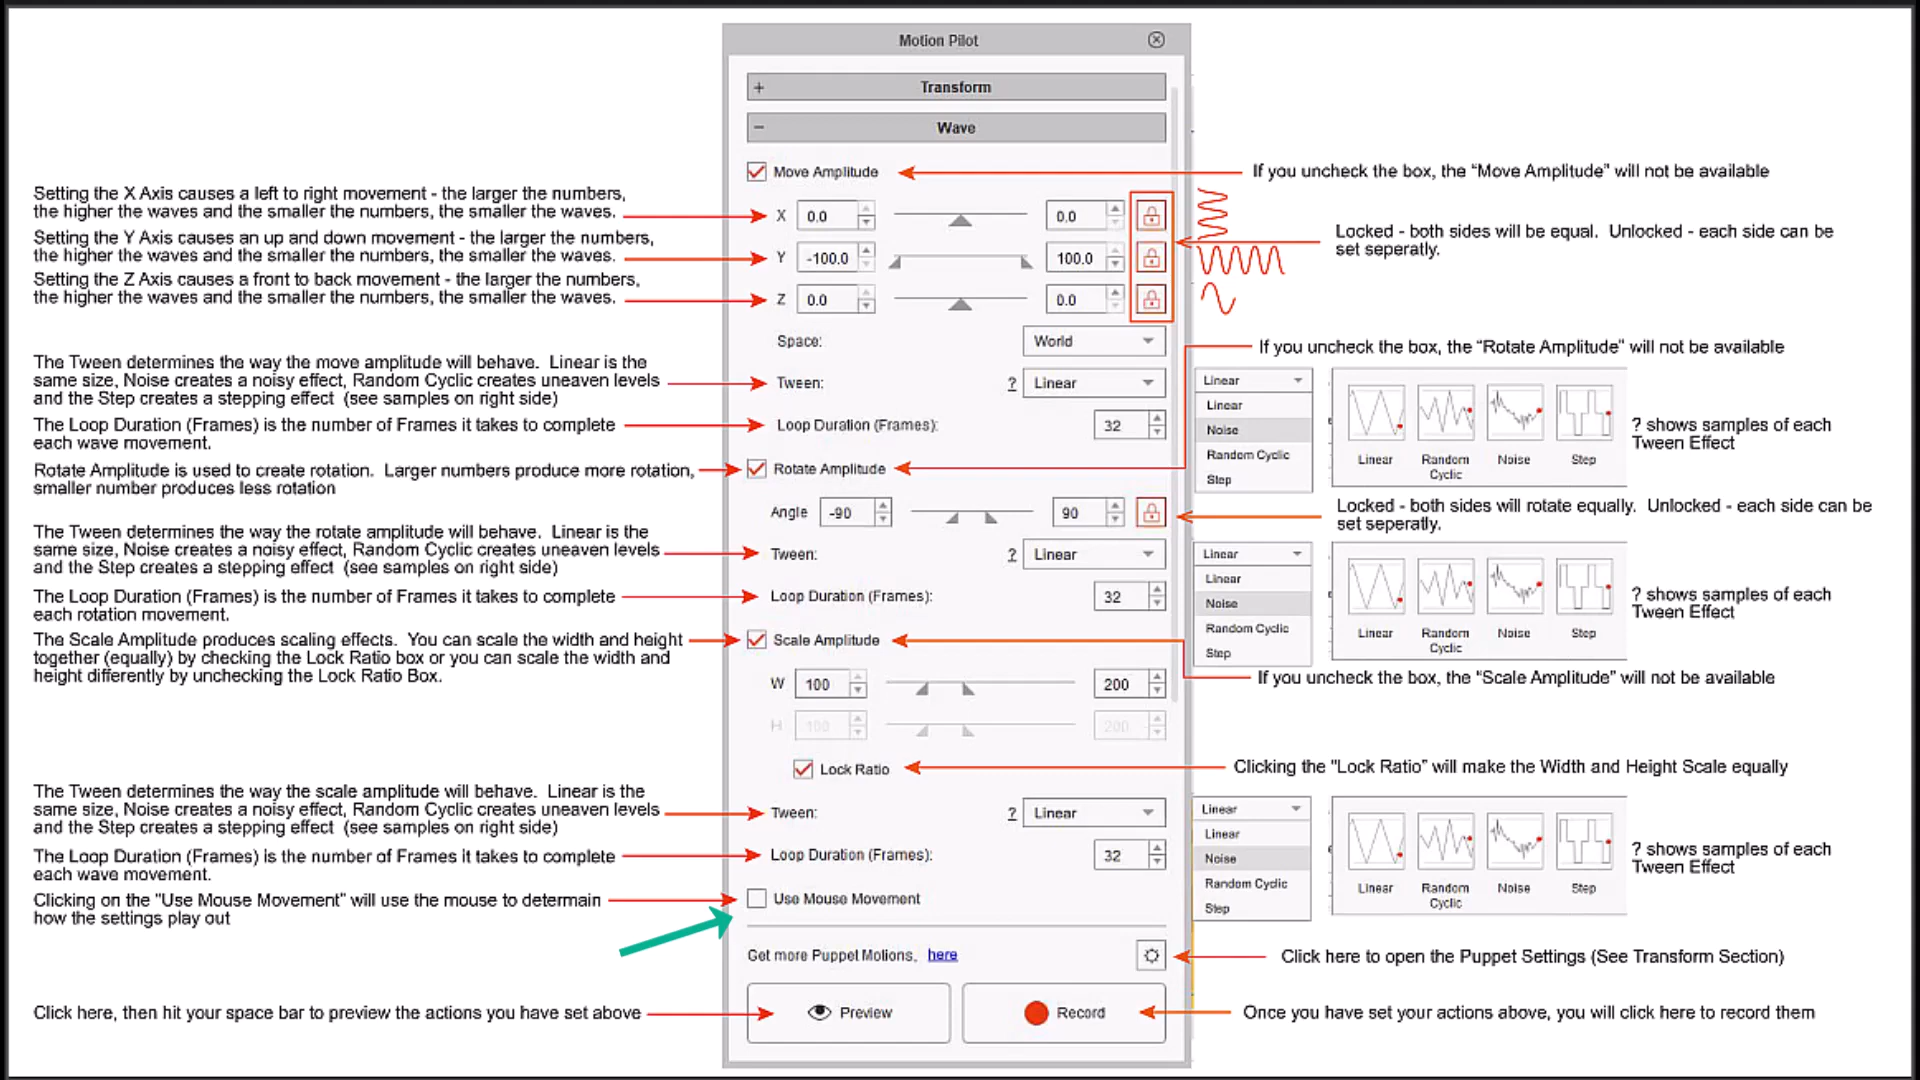 Motion Pilot
+ Transform
− Wave
Move Amplitude
If you uncheck the box, the “Move Amplitude” will not be available
Setting the X Axis causes a left to right movement - the larger the numbers,
the higher the waves and the smaller the numbers, the smaller the waves.
X 0.0 0.0
Setting the Y Axis causes an up and down movement - the larger the numbers,
the higher the waves and the smaller the numbers, the smaller the waves.
Y -100.0 100.0
Locked - both sides will be equal. Unlocked - each side can be
set seperatly.
Setting the Z Axis causes a front to back movement - the larger the numbers,
the higher the waves and the smaller the numbers, the smaller the waves.
Z 0.0 0.0
Space: World
If you uncheck the box, the “Rotate Amplitude” will not be available
The Tween determines the way the move amplitude will behave. Linear is the
same size, Noise creates a noisy effect, Random Cyclic creates uneven levels
and the Step creates a stepping effect (see samples on right side)
Tween: ? Linear
Linear
Linear
Noise
Random Cyclic
Step
Linear
Random
Cyclic
Noise
Step
? shows samples of each
Tween Effect
The Loop Duration (Frames) is the number of Frames it takes to complete
each wave movement.
Loop Duration (Frames): 32
Rotate Amplitude is used to create rotation. Larger numbers produce more rotation,
smaller number produces less rotation
Rotate Amplitude
Angle -90 90
Locked - both sides will rotate equally. Unlocked - each side can be
set seperatly.
The Tween determines the way the rotate amplitude will behave. Linear is the
same size, Noise creates a noisy effect, Random Cyclic creates uneven levels
and the Step creates a stepping effect (see samples on right side)
Tween: ? Linear
Linear
Linear
Noise
Random Cyclic
Step
Linear
Random
Cyclic
Noise
Step
? shows samples of each
Tween Effect
The Loop Duration (Frames) is the number of Frames it takes to complete
each rotation movement.
Loop Duration (Frames): 32
The Scale Amplitude produces scaling effects. You can scale the width and height
together (equally) by checking the Lock Ratio box or you can scale the width and
height differently by unchecking the Lock Ratio Box.
Scale Amplitude
If you uncheck the box, the “Scale Amplitude” will not be available
W 100 200
H 100 200
Lock Ratio
Clicking the “Lock Ratio” will make the Width and Height Scale equally
The Tween determines the way the scale amplitude will behave. Linear is the
same size, Noise creates a noisy effect, Random Cyclic creates uneven levels
and the Step creates a stepping effect (see samples on right side)
Tween: ? Linear
Linear
Linear
Noise
Random Cyclic
Step
Linear
Random
Cyclic
Noise
Step
? shows samples of each
Tween Effect
The Loop Duration (Frames) is the number of Frames it takes to complete
each wave movement.
Loop Duration (Frames): 32
Clicking on the "Use Mouse Movement" will use the mouse to determain
how the settings play out
Use Mouse Movement
Get more Puppet Motions, here
Click here to open the Puppet Settings (See Transform Section)
Click here, then hit your space bar to preview the actions you have set above
Preview
Record
Once you have set your actions above, you will click here to record them